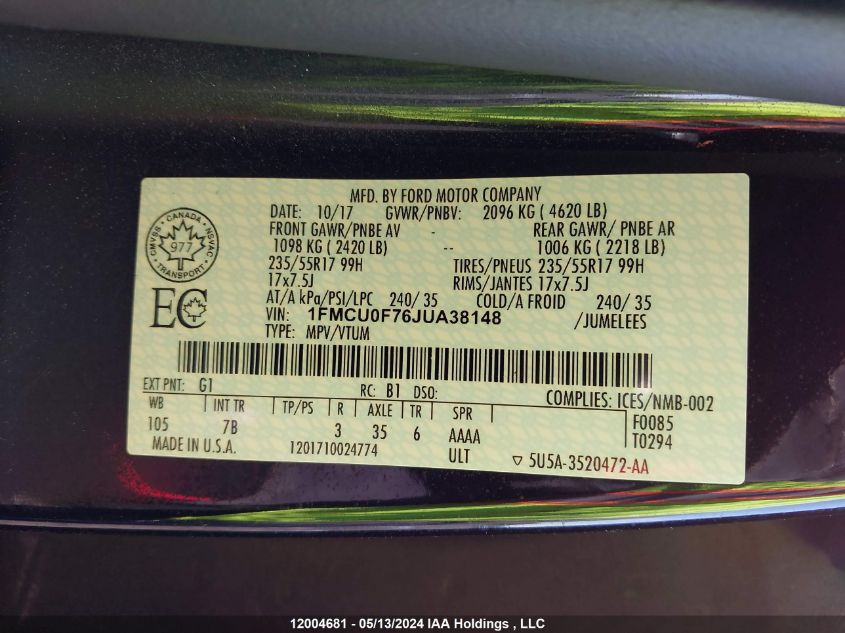 MFD. BY FORD MOTOR COMPANY
DATE: 10/17 GVWR/PNBV: 2096 KG ( 4620 LB)
FRONT GAWR/PNBE AV - REAR GAWR/ PNBE AR
1098 KG ( 2420 LB) -- 1006 KG ( 2218 LB)
235/55R17 99H TIRES/PNEUS 235/55R17 99H
17x7.5J RIMS/JANTES 17x7.5J
AT/A kPa/PSI/LPC 240/ 35 COLD/A FROID 240/ 35
VIN: 1FMCU0F76JUA38148 /JUMELEES
TYPE: MPV/VTUM
CANADA
CMVSS NSVAC
977
TRANSPORT
EC
EXT PNT: G1 RC: B1 DSO: COMPLIES: ICES/NMB-002
WB INT TR TP/PS R AXLE TR SPR F0085
105 7B 3 35 6 AAAA T0294
MADE IN U.S.A. 1201710024774 ULT ▽ 5U5A-3520472-AA
12004681 - 05/13/2024 IAA Holdings , LLC